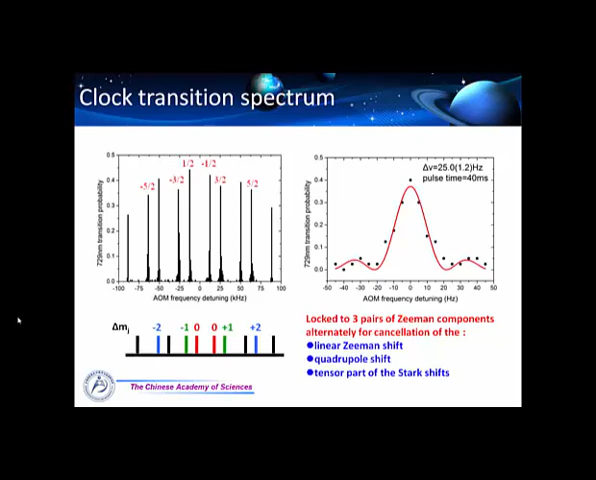 Clock transition spectrum
1/2 -1/2
-5/2 -3/2 3/2 5/2
729nm transition probability
0.5
0.4
0.3
0.2
0.1
0.0
-100 -75 -50 -25 0 25 50 75 100
AOM frequency detuning (kHz)
Δν=25.0(1.2)Hz
pulse time=40ms
729nm transition probability
0.5
0.4
0.3
0.2
0.1
0.0
-50 -40 -30 -20 -10 0 10 20 30 40 50
AOM frequency detuning (Hz)
Δmj -2 -1 0 0 +1 +2
Locked to 3 pairs of Zeeman components
alternately for cancellation of the :
●linear Zeeman shift
●quadrupole shift
●tensor part of the Stark shifts
The Chinese Academy of Sciences